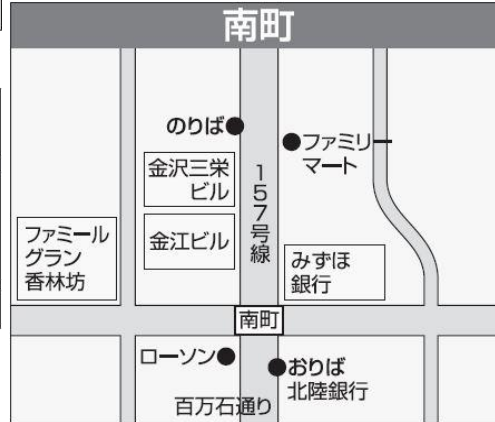 南町
のりば
ファミリー
マート
金沢三栄
ビル
157号線
金江ビル
ファミール
グラン
香林坊
みずほ
銀行
南町
ローソン
おりば
北陸銀行
百万石通り